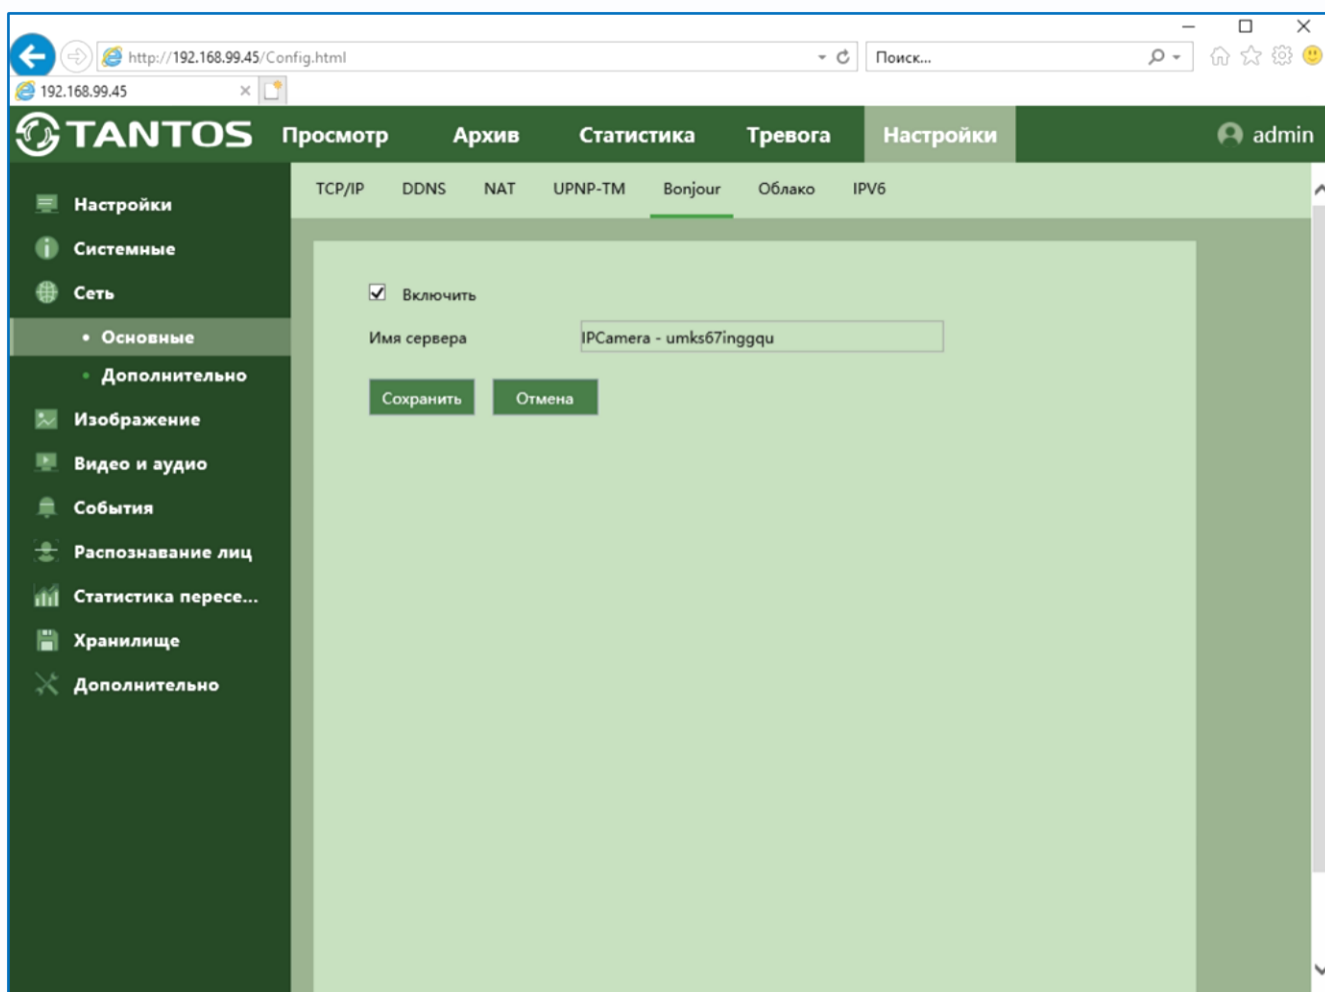 http://192.168.99.45/Config.html
Поиск...
192.168.99.45
TANTOS Просмотр Архив Статистика Тревога Настройки admin
TCP/IP DDNS NAT UPNP-TM Bonjour Облако IPV6
Настройки
Системные
Сеть
Основные
Дополнительно
Изображение
Видео и аудио
События
Распознавание лиц
Статистика пересе...
Хранилище
Дополнительно
Включить
Имя сервера IPCamera - umks67inggqu
Сохранить Отмена